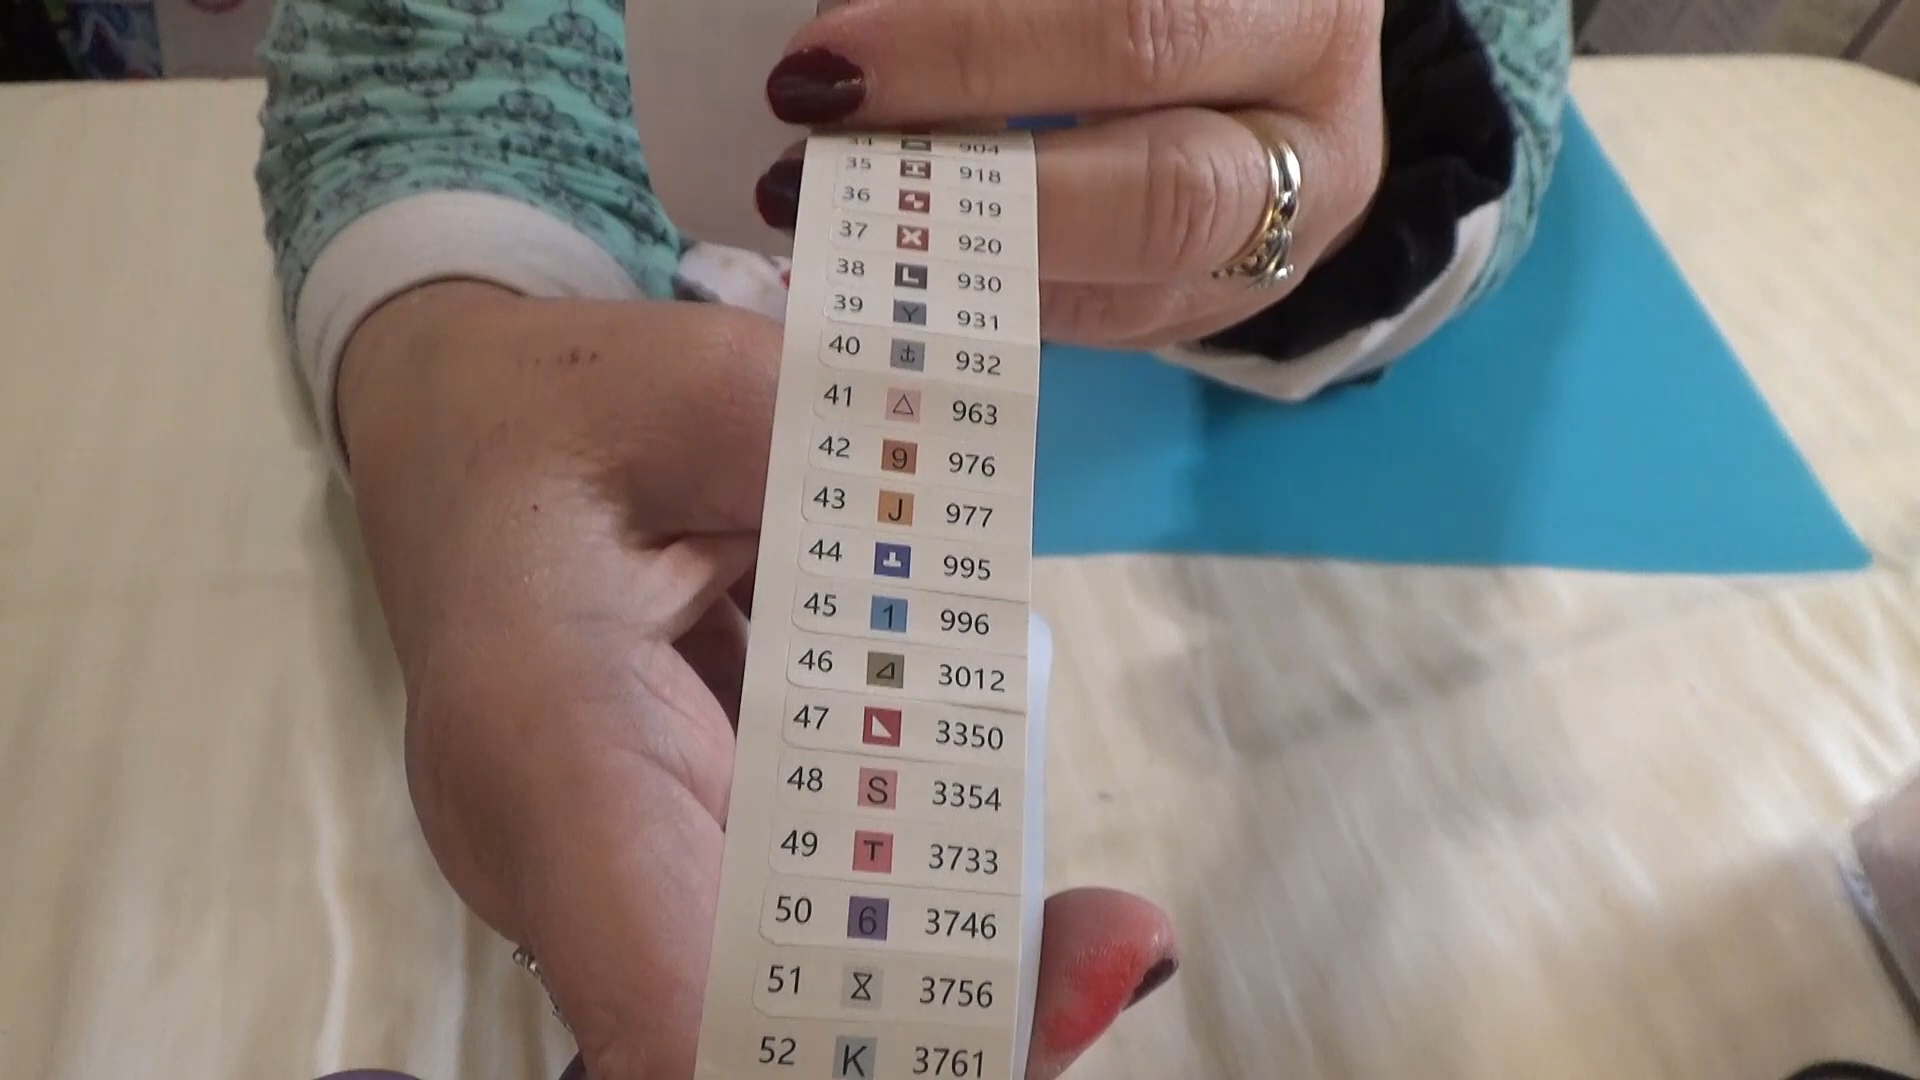 34 904
35 918
36 919
37 920
38 L 930
39 Y 931
40 932
41 △ 963
42 9 976
43 J 977
44 995
45 1 996
46 3012
47 3350
48 S 3354
49 T 3733
50 6 3746
51 3756
52 K 3761